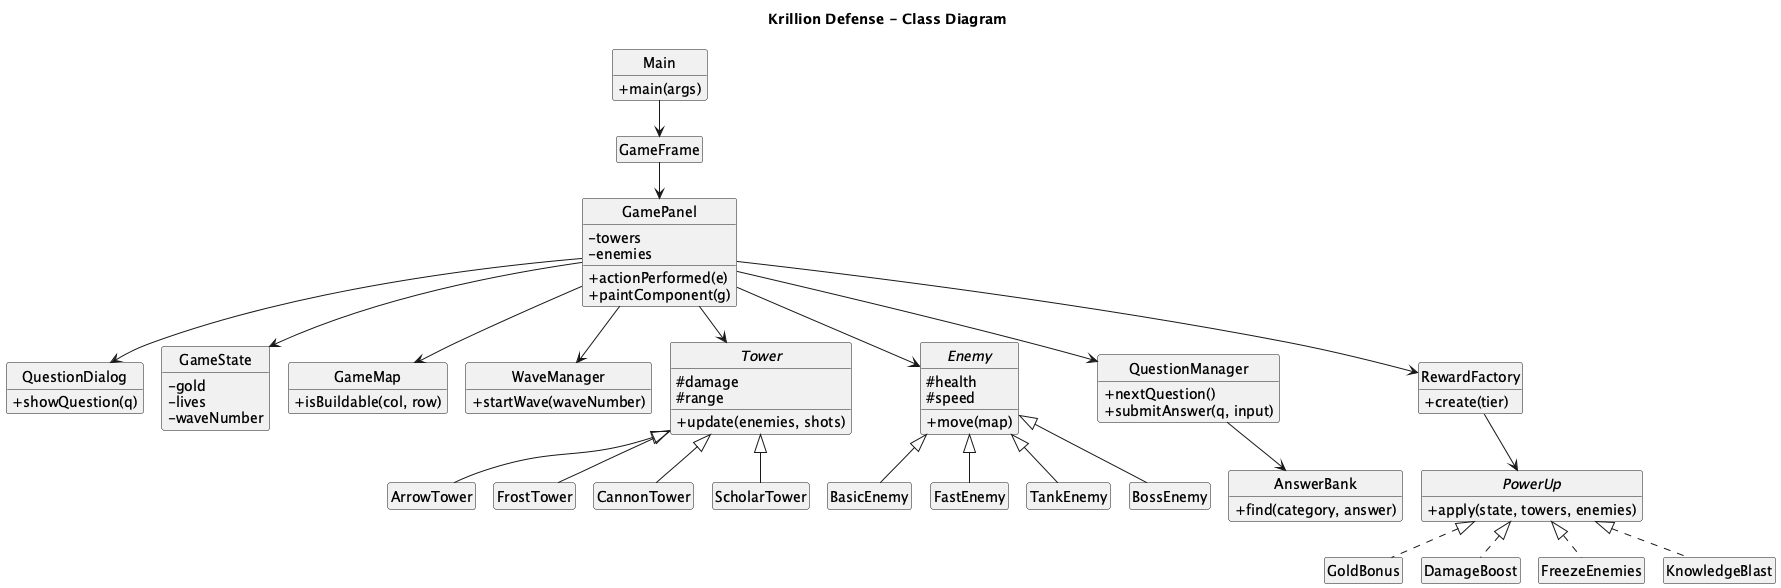 Krillion Defense - Class Diagram
Main
+main(args)
GameFrame
GamePanel
-towers
-enemies
+actionPerformed(e)
+paintComponent(g)
QuestionDialog
+showQuestion(q)
GameState
-gold
-lives
-waveNumber
GameMap
+isBuildable(col, row)
WaveManager
+startWave(waveNumber)
Tower
#damage
#range
+update(enemies, shots)
Enemy
#health
#speed
+move(map)
QuestionManager
+nextQuestion()
+submitAnswer(q, input)
RewardFactory
+create(tier)
ArrowTower
FrostTower
CannonTower
ScholarTower
BasicEnemy
FastEnemy
TankEnemy
BossEnemy
AnswerBank
+find(category, answer)
PowerUp
+apply(state, towers, enemies)
GoldBonus
DamageBoost
FreezeEnemies
KnowledgeBlast